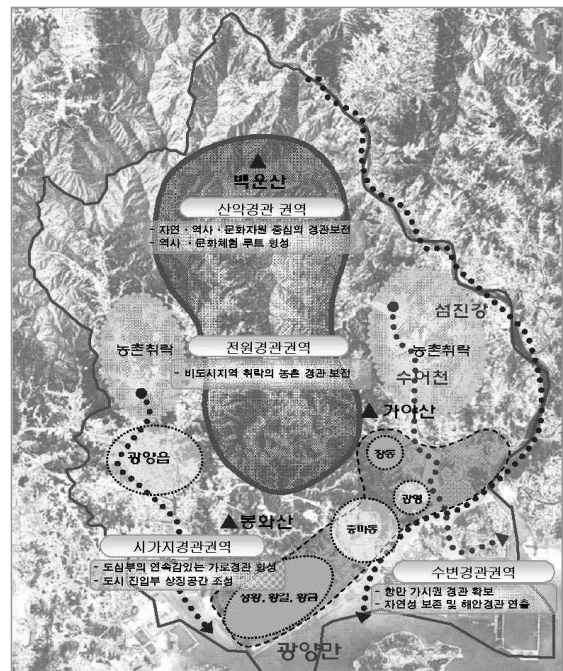 백운산
산악경관 권역
- 자연·역사·문화자원 중심의 경관보전
- 역사·문화체험 루트 형성
섬진강
농촌취락
전원경관권역
농촌취락
- 비도시지역 취락의 농촌 경관 보전
수어천
가야산
광양읍
광영
봉화산
중마동
시가지경관권역
- 도심부의 연속감있는 가로경관 형성
- 도시 진입부 상징공간 조성
수변경관권역
- 항만 가시권 경관 확보
- 자연성 보존 및 해안경관 연출
성황, 황길, 황금
광양만